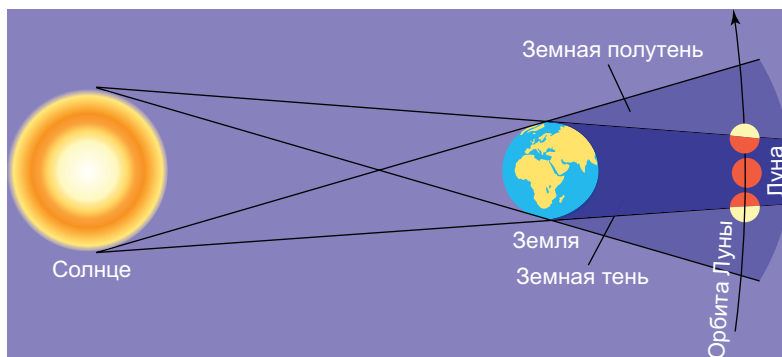 Земная полутень
Луна
Земля
Солнце
Земная тень
Орбита Луны